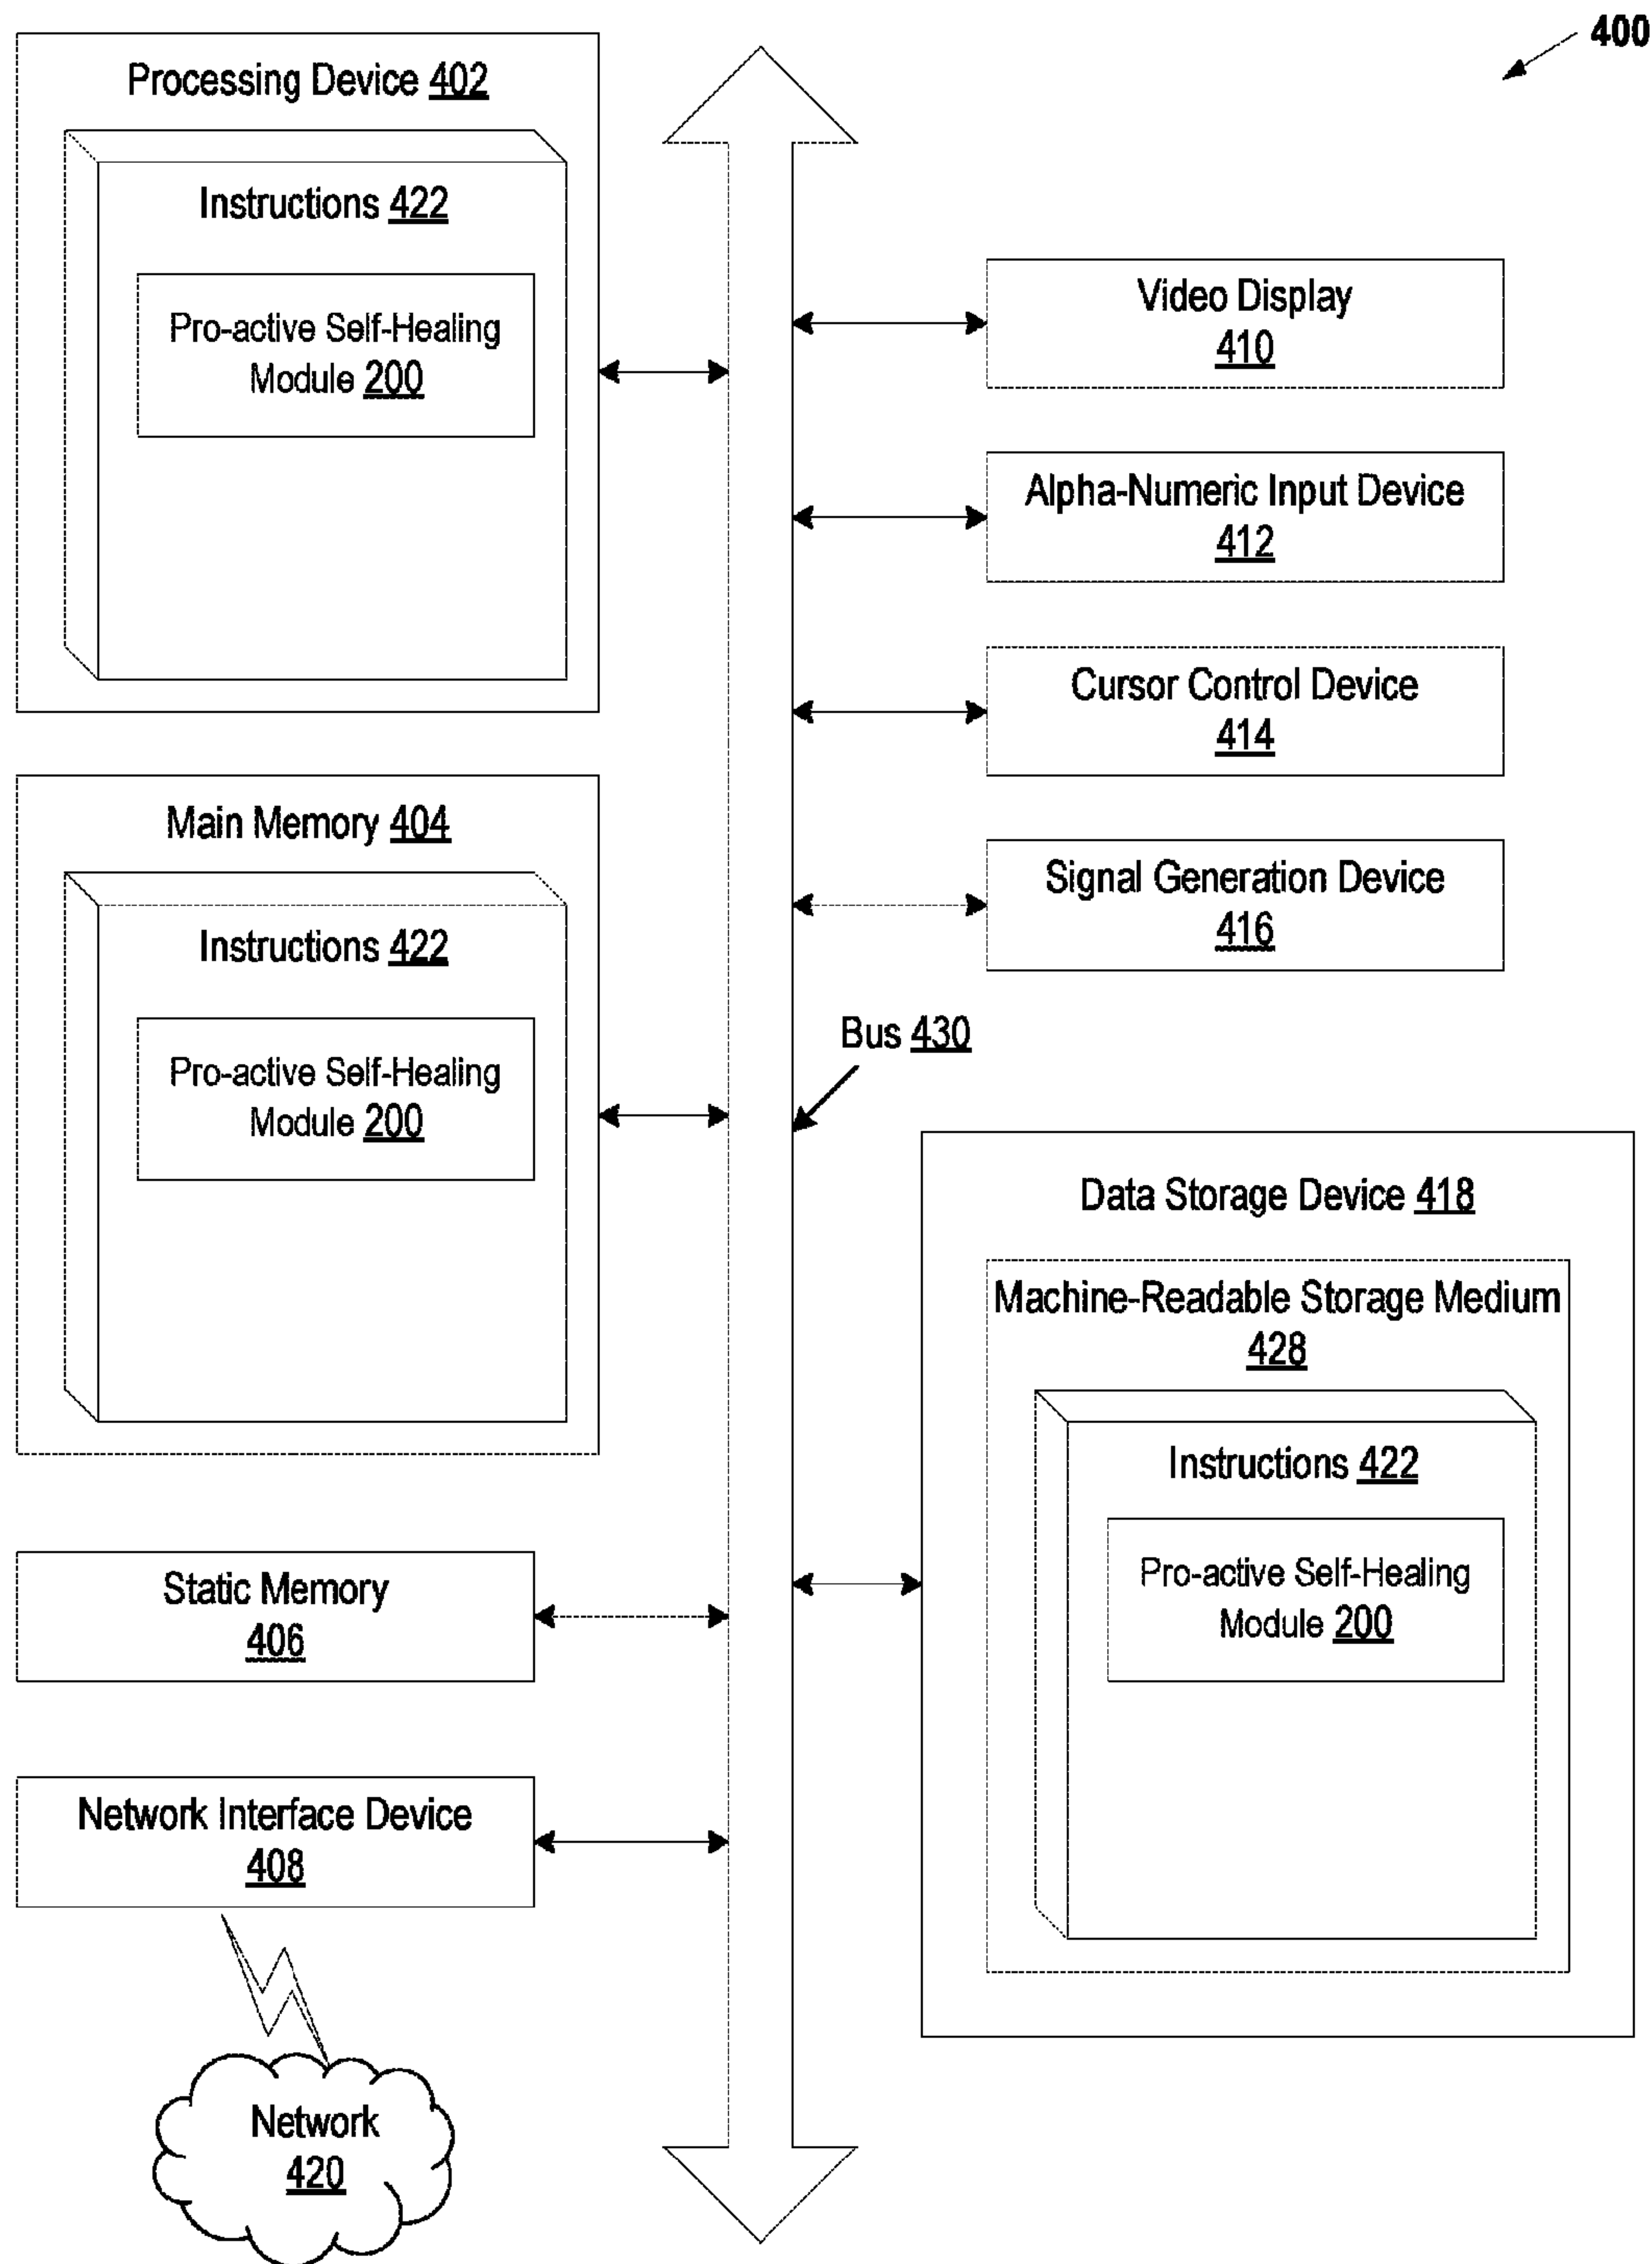 400
Processing Device 402
Instructions 422
Pro-active Self-Healing
Module 200
Main Memory 404
Instructions 422
Pro-active Self-Healing
Module 200
Static Memory
406
Network Interface Device
408
Network
420
Video Display
410
Alpha-Numeric Input Device
412
Cursor Control Device
414
Signal Generation Device
416
Bus 430
Data Storage Device 418
Machine-Readable Storage Medium
428
Instructions 422
Pro-active Self-Healing
Module 200